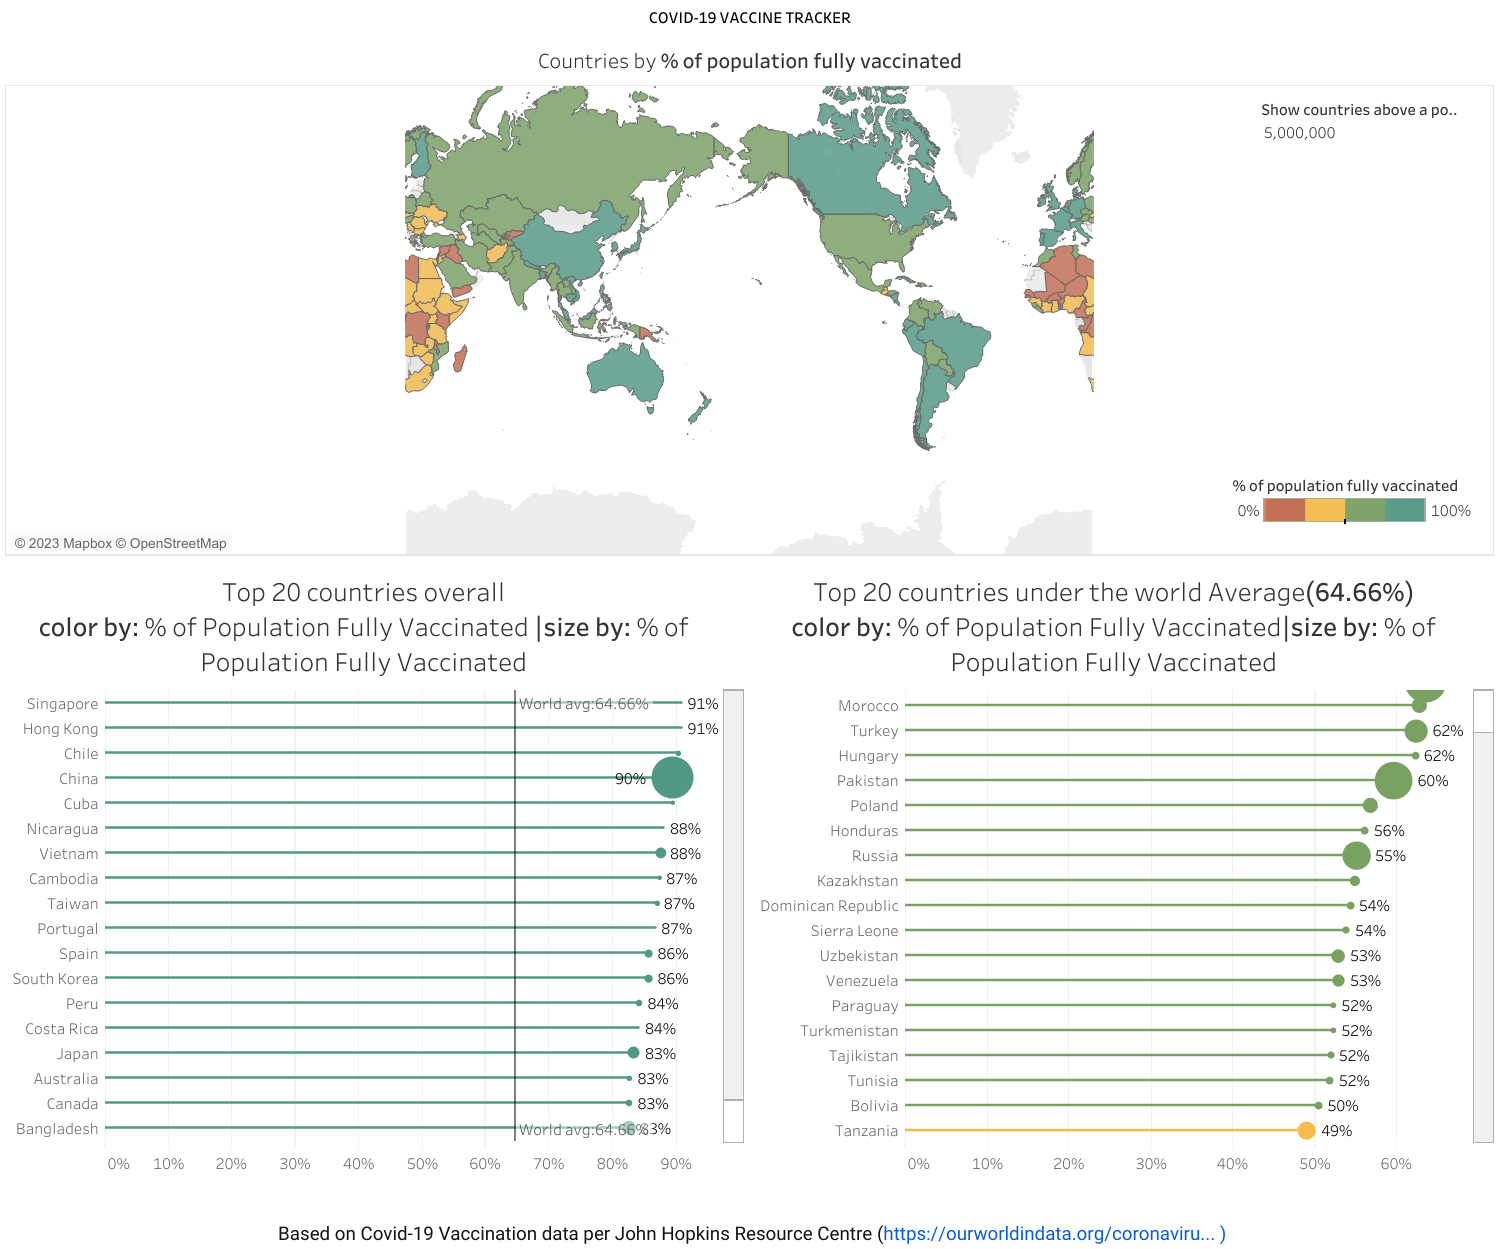 COVID-19 VACCINE TRACKER
Countries by % of population fully vaccinated
Show countries above a po..
5,000,000
% of population fully vaccinated
0% 100%
© 2023 Mapbox © OpenStreetMap
Top 20 countries overall
color by: % of Population Fully Vaccinated |size by: % of
Population Fully Vaccinated
Singapore World avg:64.66% 91%
Hong Kong 91%
Chile
China 90%
Cuba
Nicaragua 88%
Vietnam 88%
Cambodia 87%
Taiwan 87%
Portugal 87%
Spain 86%
South Korea 86%
Peru 84%
Costa Rica 84%
Japan 83%
Australia 83%
Canada 83%
Bangladesh World avg:64.66% 83%
0% 10% 20% 30% 40% 50% 60% 70% 80% 90%
Top 20 countries under the world Average(64.66%)
color by: % of Population Fully Vaccinated|size by: % of
Population Fully Vaccinated
Morocco
Turkey 62%
Hungary 62%
Pakistan 60%
Poland
Honduras 56%
Russia 55%
Kazakhstan
Dominican Republic 54%
Sierra Leone 54%
Uzbekistan 53%
Venezuela 53%
Paraguay 52%
Turkmenistan 52%
Tajikistan 52%
Tunisia 52%
Bolivia 50%
Tanzania 49%
0% 10% 20% 30% 40% 50% 60%
Based on Covid-19 Vaccination data per John Hopkins Resource Centre (https://ourworldindata.org/coronaviru... )